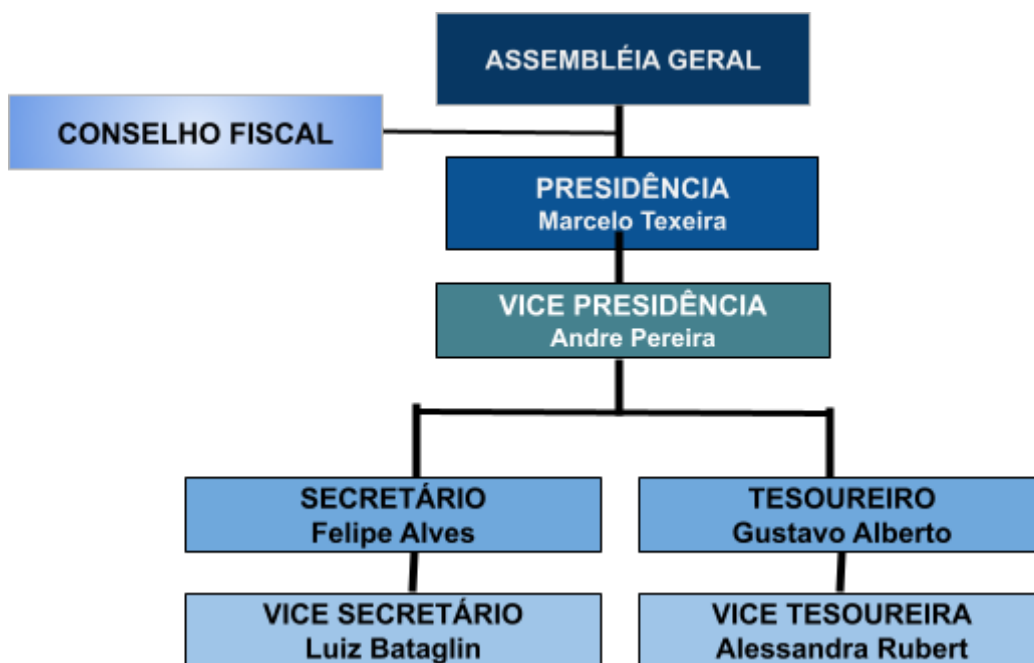 ASSEMBLÉIA GERAL
CONSELHO FISCAL
PRESIDÊNCIA
Marcelo Texeira
VICE PRESIDÊNCIA
Andre Pereira
SECRETÁRIO
Felipe Alves
TESOUREIRO
Gustavo Alberto
VICE SECRETÁRIO
Luiz Bataglin
VICE TESOUREIRA
Alessandra Rubert